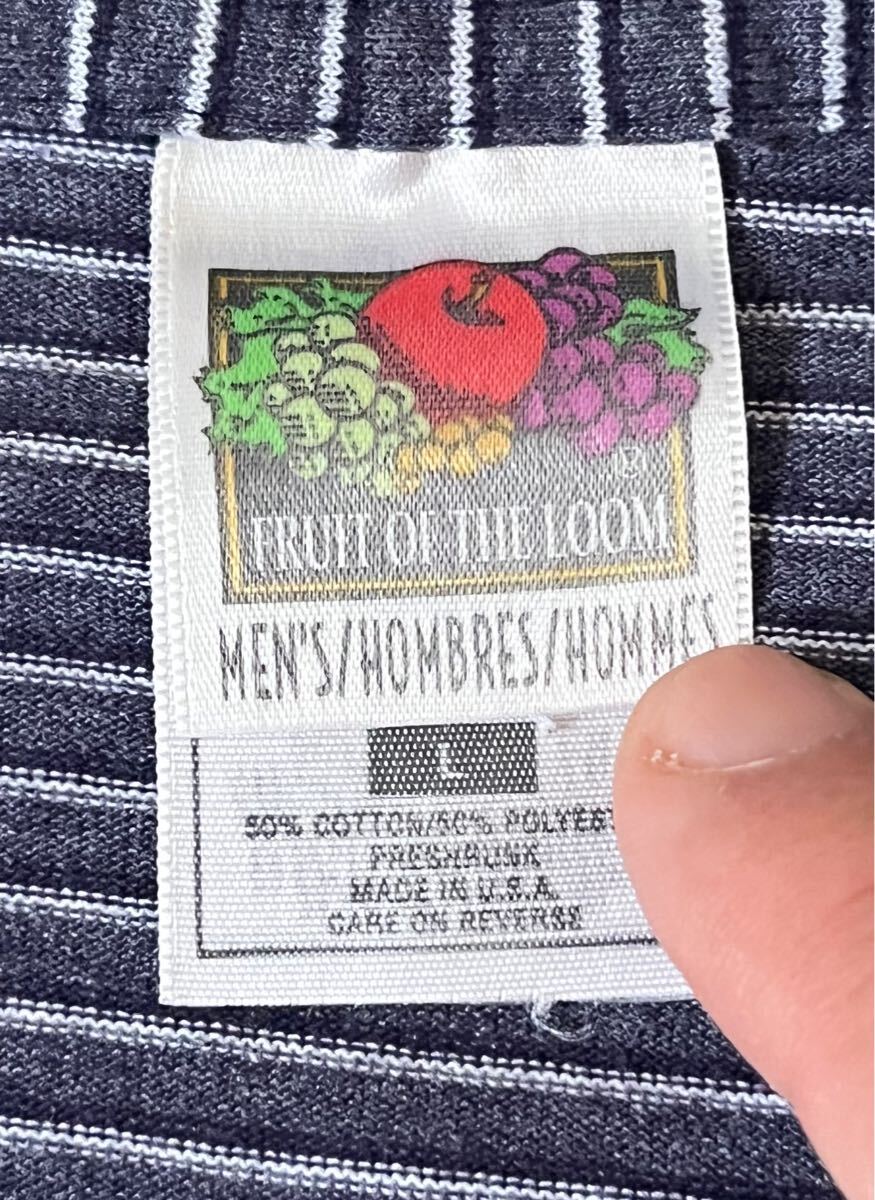 ®
FRUIT OF THE LOOM
MEN'S/HOMBRES/HOMMES
L
50% COTTON/50% POLYEST
PRESHRUNK
MADE IN U.S.A.
CARE ON REVERSE